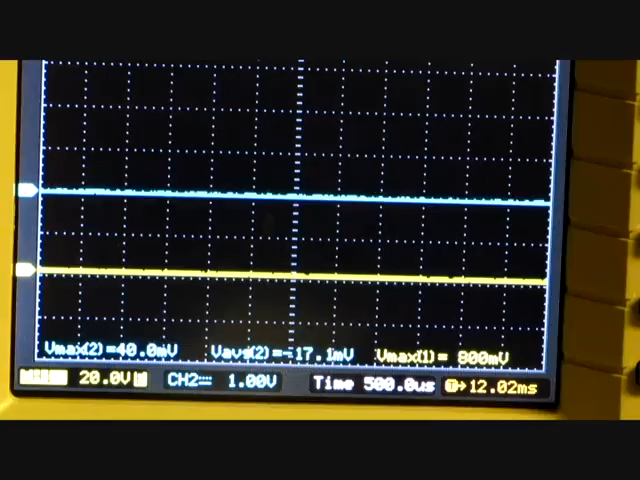 Vmax(2)=40.0mV Vavg(2)=-17.1mV Vmax(1)= 800mV
20.0V CH2 1.00V Time 500.0us 12.02ms